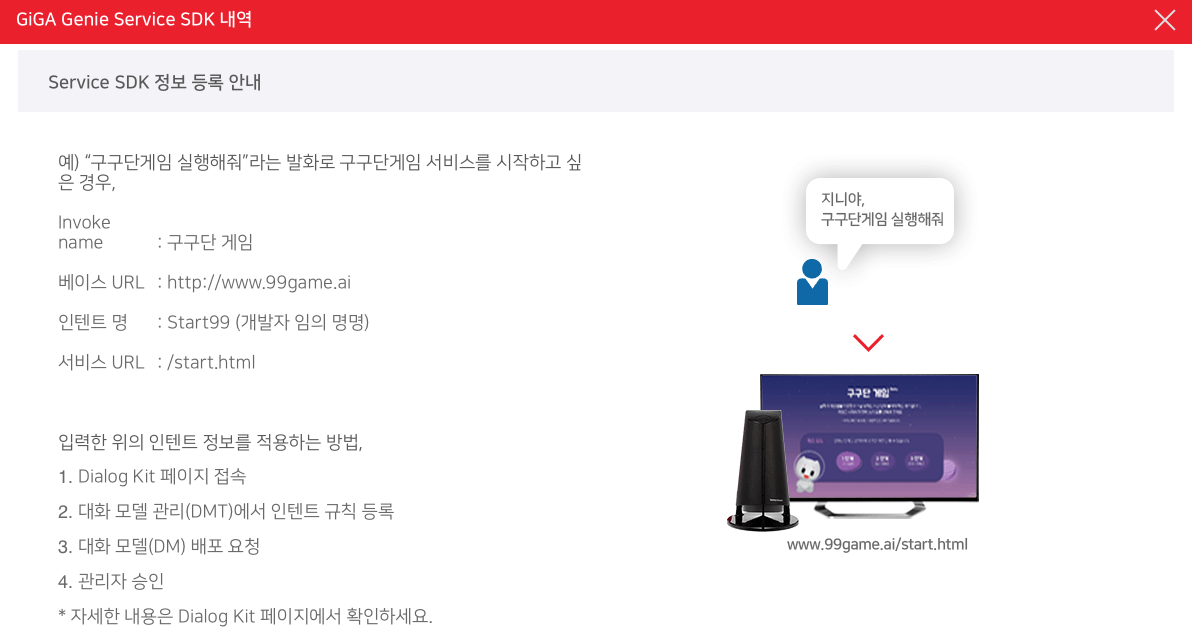 GiGA Genie Service SDK 내역
Service SDK 정보 등록 안내
예) “구구단게임 실행해줘”라는 발화로 구구단게임 서비스를 시작하고 싶
은 경우,
Invoke
name : 구구단 게임
베이스 URL : http://www.99game.ai
인텐트 명 : Start99 (개발자 임의 명명)
서비스 URL : /start.html
입력한 위의 인텐트 정보를 적용하는 방법,
1. Dialog Kit 페이지 접속
2. 대화 모델 관리(DMT)에서 인텐트 규칙 등록
3. 대화 모델(DM) 배포 요청
4. 관리자 승인
* 자세한 내용은 Dialog Kit 페이지에서 확인하세요.
지니야,
구구단게임 실행해줘
구구단 게임
www.99game.ai/start.html